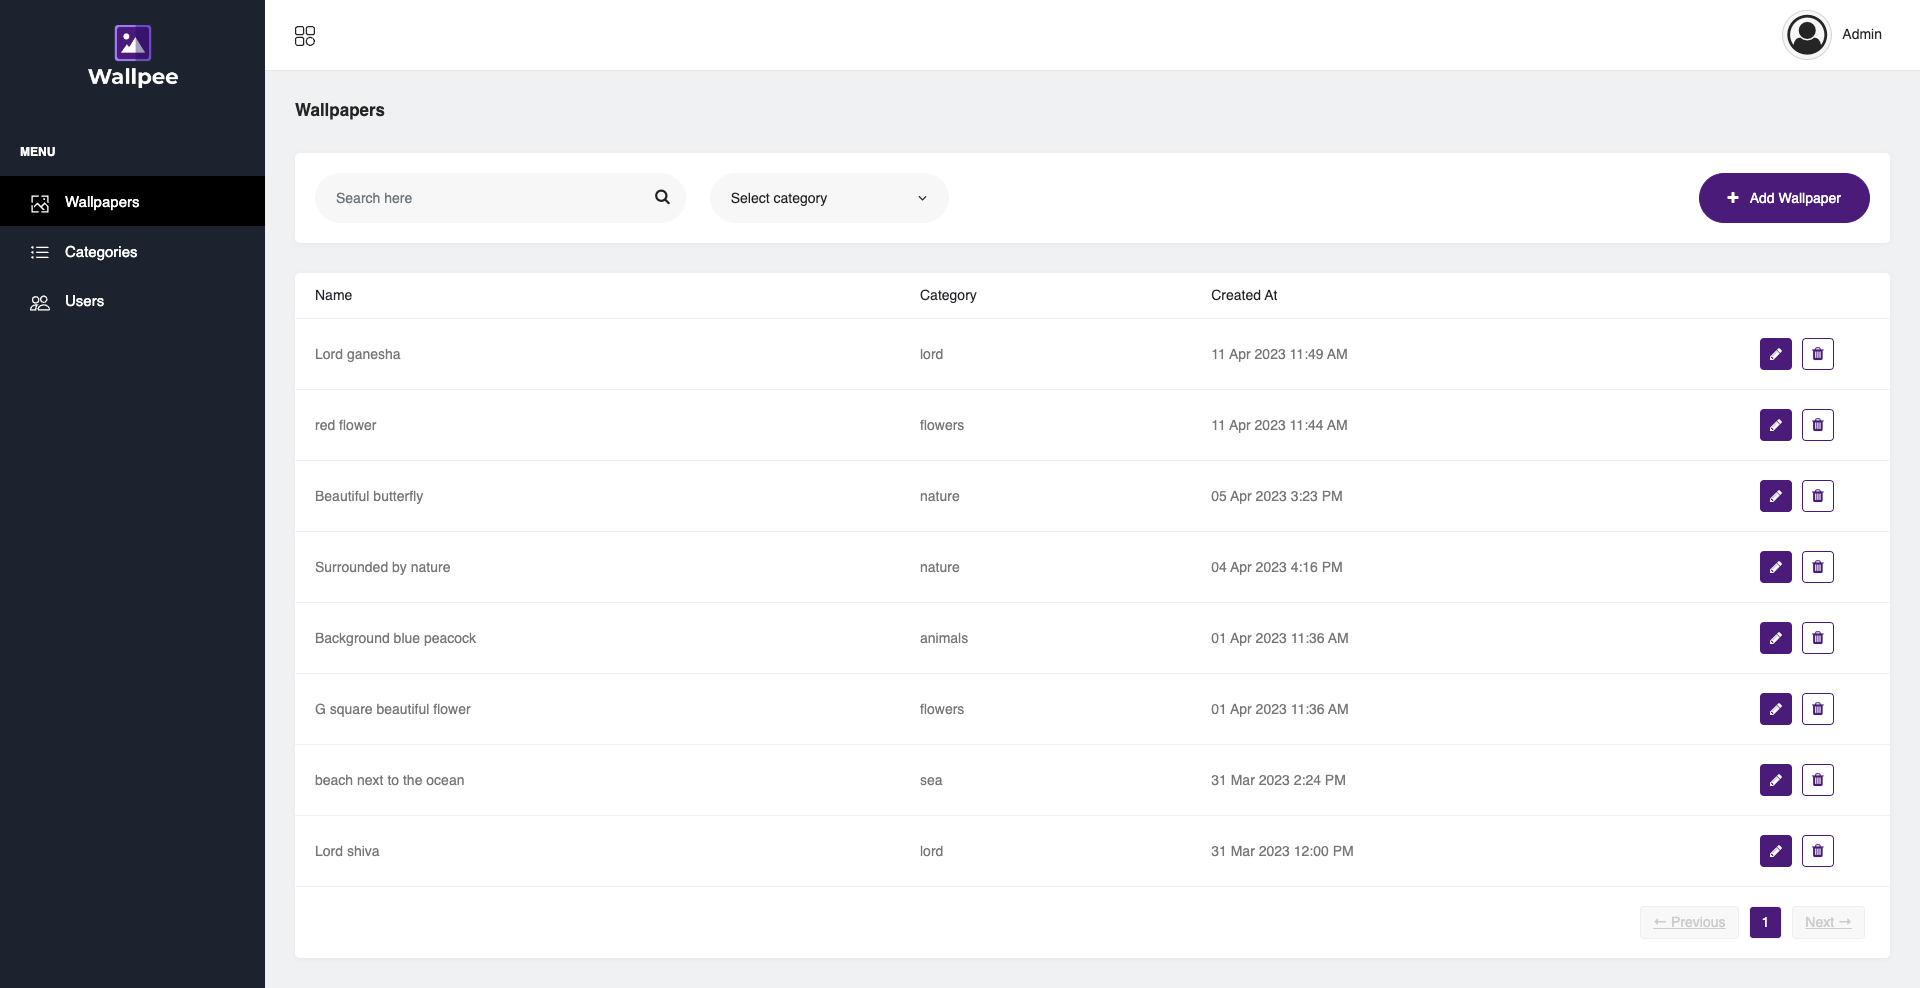 Wallpee
Admin
MENU
Wallpapers
Categories
Users
Wallpapers
Search here
Select category
+ Add Wallpaper
Name Category Created At
Lord ganesha lord 11 Apr 2023 11:49 AM
red flower flowers 11 Apr 2023 11:44 AM
Beautiful butterfly nature 05 Apr 2023 3:23 PM
Surrounded by nature nature 04 Apr 2023 4:16 PM
Background blue peacock animals 01 Apr 2023 11:36 AM
G square beautiful flower flowers 01 Apr 2023 11:36 AM
beach next to the ocean sea 31 Mar 2023 2:24 PM
Lord shiva lord 31 Mar 2023 12:00 PM
← Previous 1 Next →